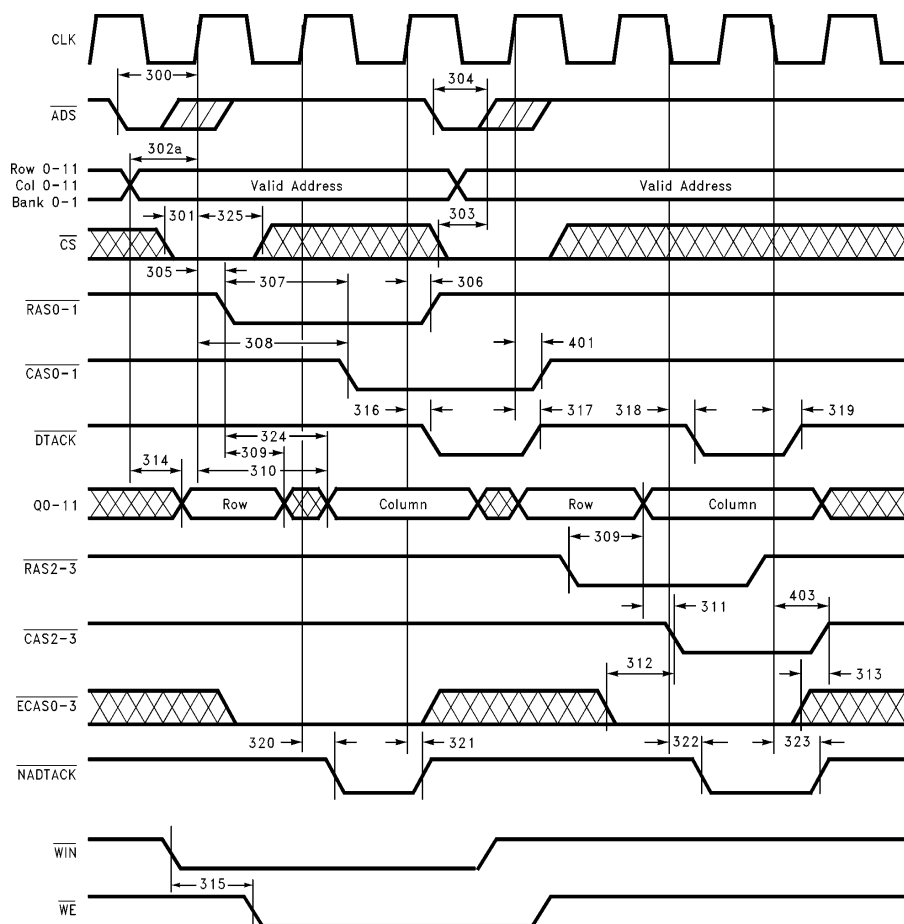 CLK
300
304
ADS
302a
Row 0-11
Col 0-11
Bank 0-1
Valid Address
Valid Address
301
325
303
CS
305
307
306
RAS0-1
308
401
CAS0-1
316
317
318
319
DTACK
324
309
314
310
Q0-11
Row
Column
Row
Column
309
RAS2-3
311
403
CAS2-3
312
313
ECAS0-3
320
321
322
323
NADTACK
WIN
315
WE